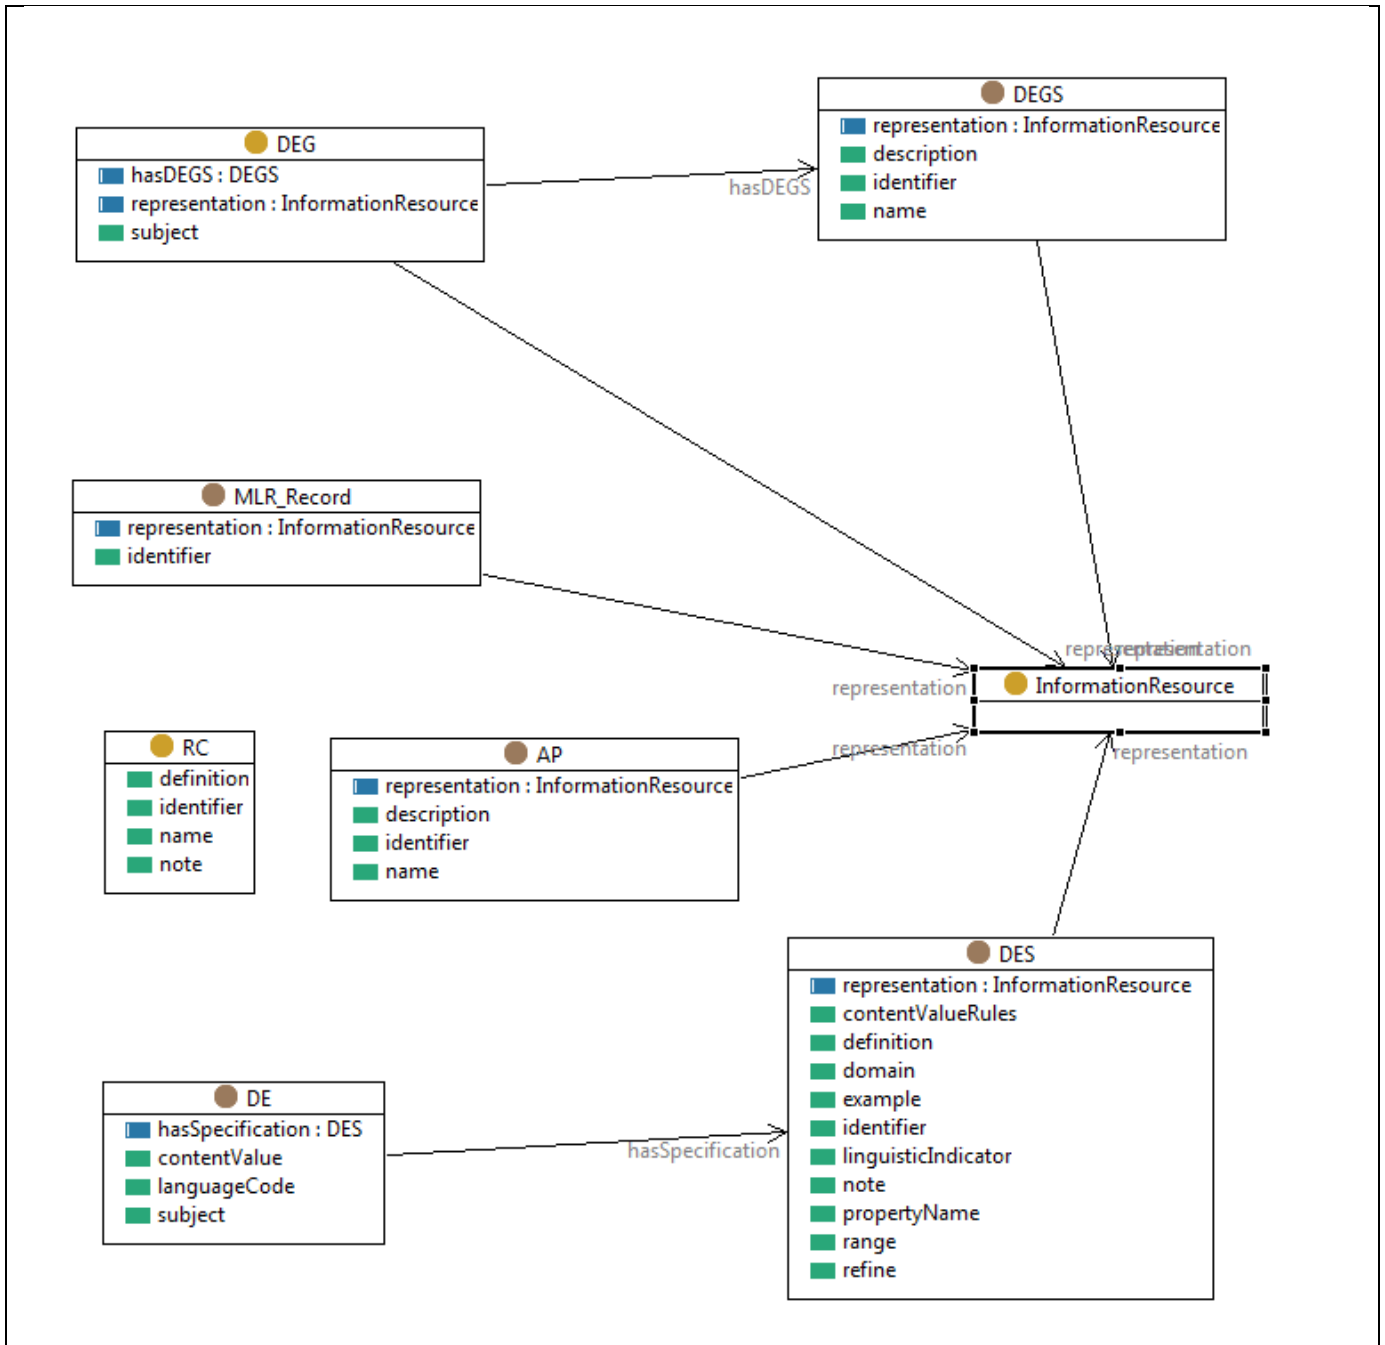 DEGS
representation : InformationResource
description
identifier
name
DEG
hasDEGS : DEGS
representation : InformationResource
subject
hasDEGS
MLR_Record
representation : InformationResource
identifier
representation
representation
representation
InformationResource
representation
representation
RC
definition
identifier
name
note
AP
representation : InformationResource
description
identifier
name
DES
representation : InformationResource
contentValueRules
definition
domain
example
identifier
linguisticIndicator
note
propertyName
range
refine
DE
hasSpecification : DES
contentValue
languageCode
subject
hasSpecification